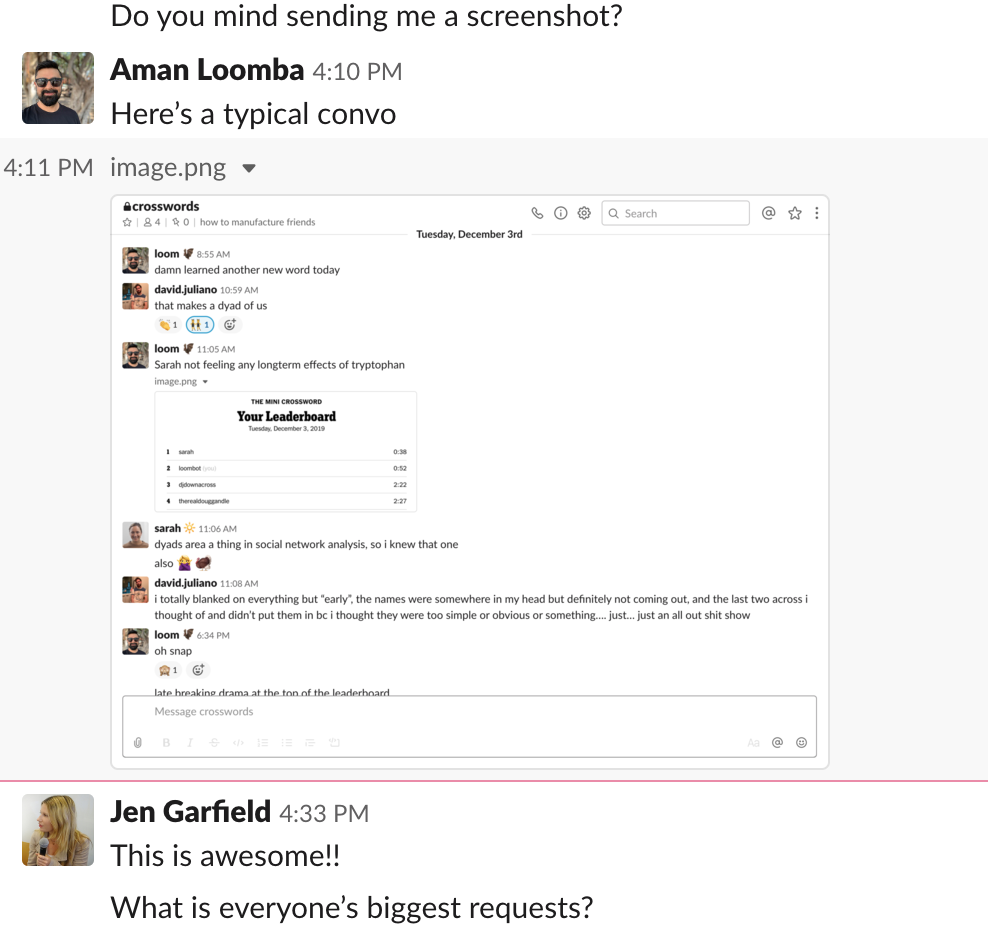 Do you mind sending me a screenshot?
Aman Loomba 4:10 PM
Here's a typical convo
4:11 PM image.png
crosswords
4 | 0 | how to manufacture friends
Search
Tuesday, December 3rd
loom 8:55 AM
damn learned another new word today
david.juliano 10:59 AM
that makes a dyad of us
1 1
loom 11:05 AM
Sarah not feeling any longterm effects of tryptophan
image.png
THE MINI CROSSWORD
Your Leaderboard
Tuesday, December 3, 2019
1 sarah 0:38
2 loombot (you) 0:52
3 djdownacross 2:22
4 therealdouggandle 2:27
sarah 11:06 AM
dyads area a thing in social network analysis, so i knew that one
also
david.juliano 11:08 AM
i totally blanked on everything but "early", the names were somewhere in my head but definitely not coming out, and the last two across i
thought of and didn't put them in bc i thought they were too simple or obvious or something.... just... just an all out shit show
loom 6:34 PM
oh snap
1
late breaking drama at the top of the leaderboard
Message crosswords
B I S </> Aa @
Jen Garfield 4:33 PM
This is awesome!!
What is everyone's biggest requests?